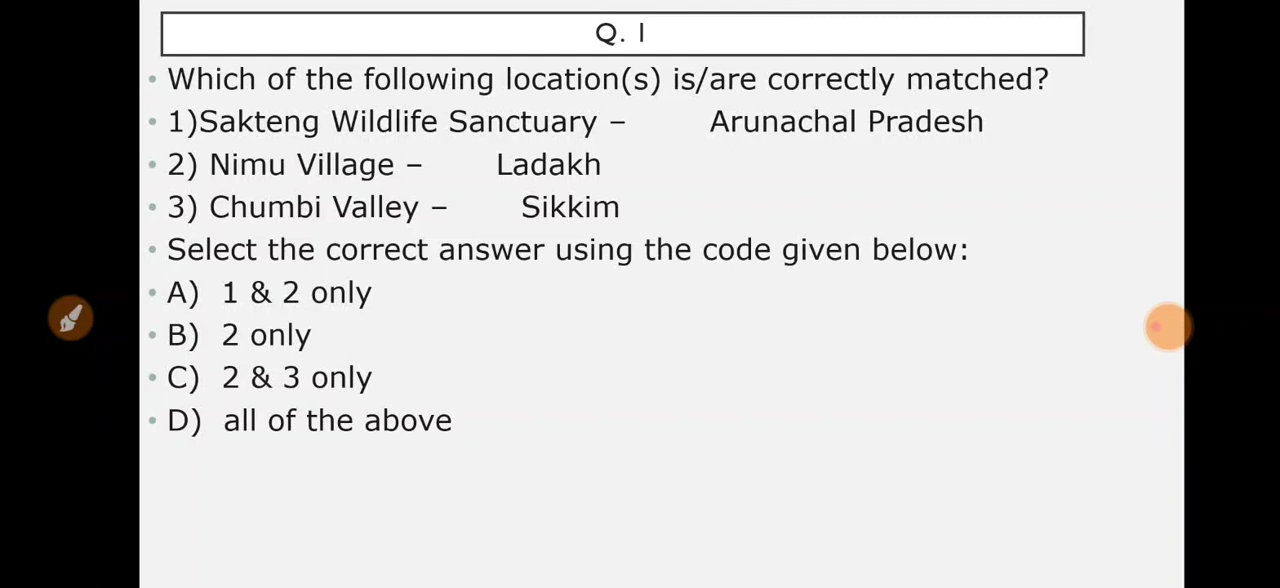 Q. 1
• Which of the following location(s) is/are correctly matched?
• 1)Sakteng Wildlife Sanctuary – Arunachal Pradesh
• 2) Nimu Village – Ladakh
• 3) Chumbi Valley – Sikkim
• Select the correct answer using the code given below:
• A) 1 & 2 only
• B) 2 only
• C) 2 & 3 only
• D) all of the above